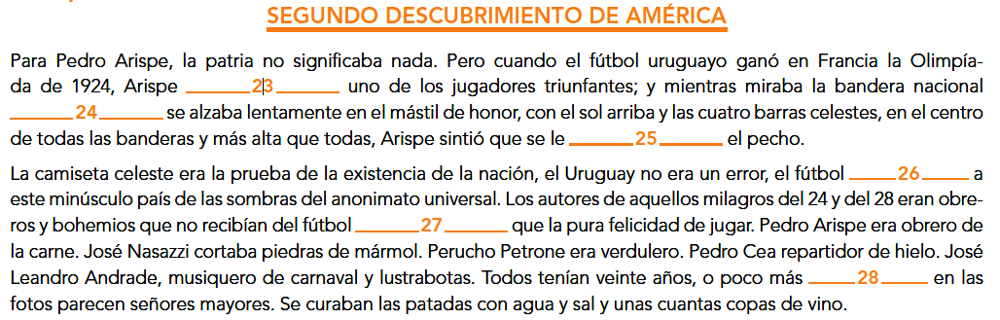 SEGUNDO DESCUBRIMIENTO DE AMÉRICA
Para Pedro Arispe, la patria no significaba nada. Pero cuando el fútbol uruguayo ganó en Francia la Olimpía-
da de 1924, Arispe ______23______ uno de los jugadores triunfantes; y mientras miraba la bandera nacional
______24______ se alzaba lentamente en el mástil de honor, con el sol arriba y las cuatro barras celestes, en el centro
de todas las banderas y más alta que todas, Arispe sintió que se le ______25______ el pecho.
La camiseta celeste era la prueba de la existencia de la nación, el Uruguay no era un error, el fútbol _____26_____ a
este minúsculo país de las sombras del anonimato universal. Los autores de aquellos milagros del 24 y del 28 eran obre-
ros y bohemios que no recibían del fútbol ______27______ que la pura felicidad de jugar. Pedro Arispe era obrero de
la carne. José Nasazzi cortaba piedras de mármol. Perucho Petrone era verdulero. Pedro Cea repartidor de hielo. José
Leandro Andrade, musiquero de carnaval y lustrabotas. Todos tenían veinte años, o poco más _____28_____ en las
fotos parecen señores mayores. Se curaban las patadas con agua y sal y unas cuantas copas de vino.